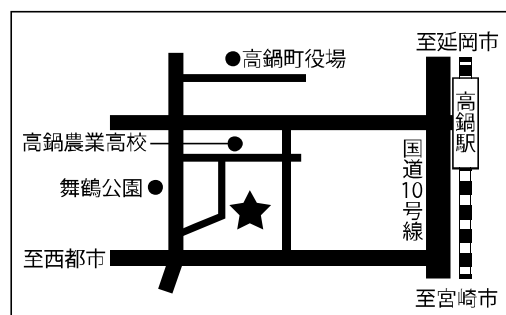 至延岡市
高鍋町役場
高鍋駅
高鍋農業高校
国道10号線
舞鶴公園
至西都市
至宮崎市